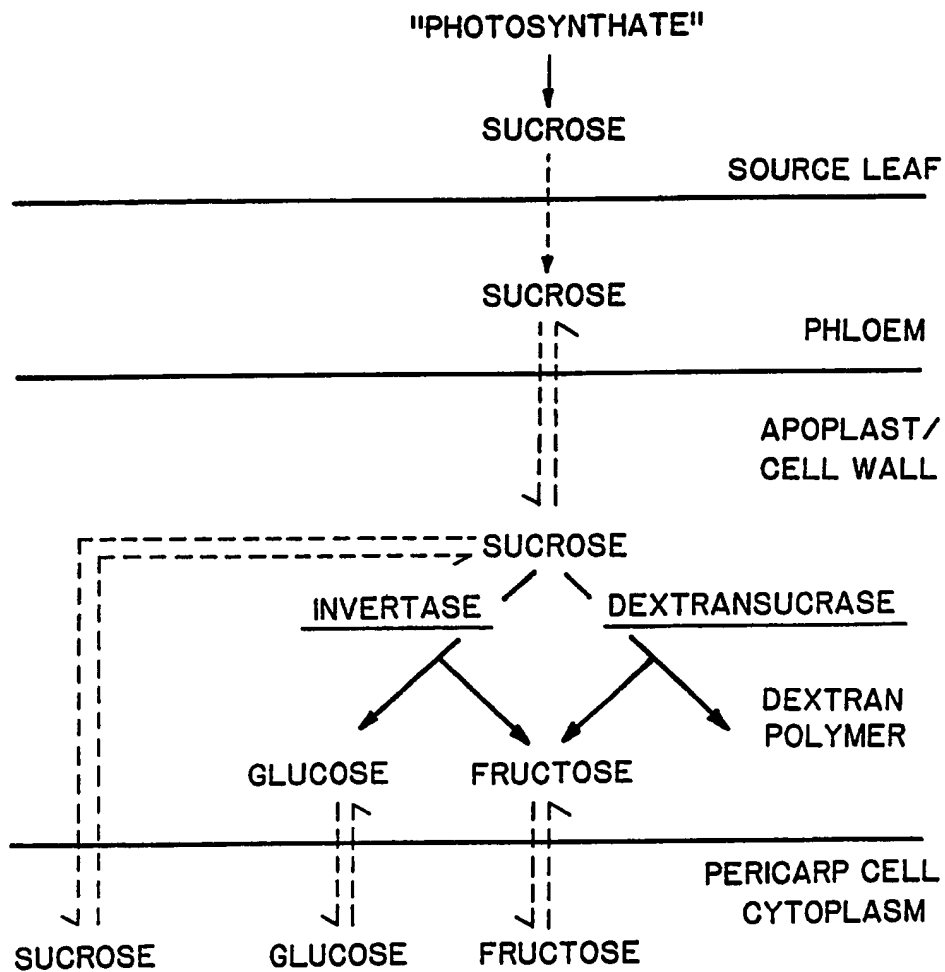 "PHOTOSYNTHATE"
SUCROSE
SOURCE LEAF
SUCROSE
PHLOEM
APOPLAST/
CELL WALL
SUCROSE
INVERTASE
DEXTRANSUCRASE
DEXTRAN
POLYMER
GLUCOSE
FRUCTOSE
PERICARP CELL
CYTOPLASM
SUCROSE
GLUCOSE
FRUCTOSE